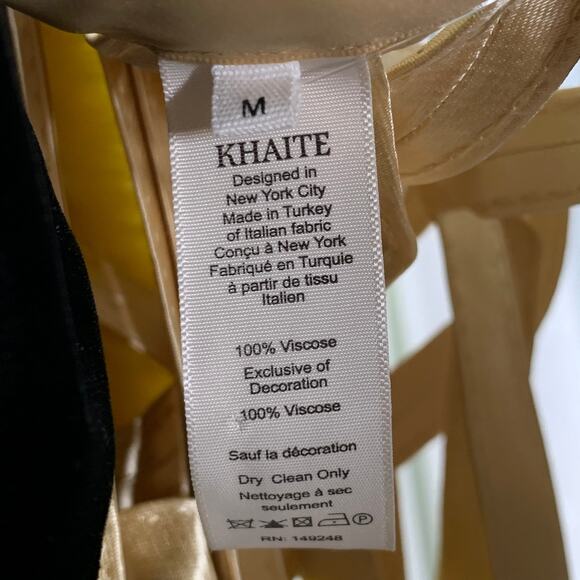 M
KHAITE
Designed in
New York City
Made in Turkey
of Italian fabric
Conçu à New York
Fabriqué en Turquie
à partir de tissu
Italien
100% Viscose
Exclusive of
Decoration
100% Viscose
Sauf la décoration
Dry Clean Only
Nettoyage à sec
seulement
P
RN: 149248